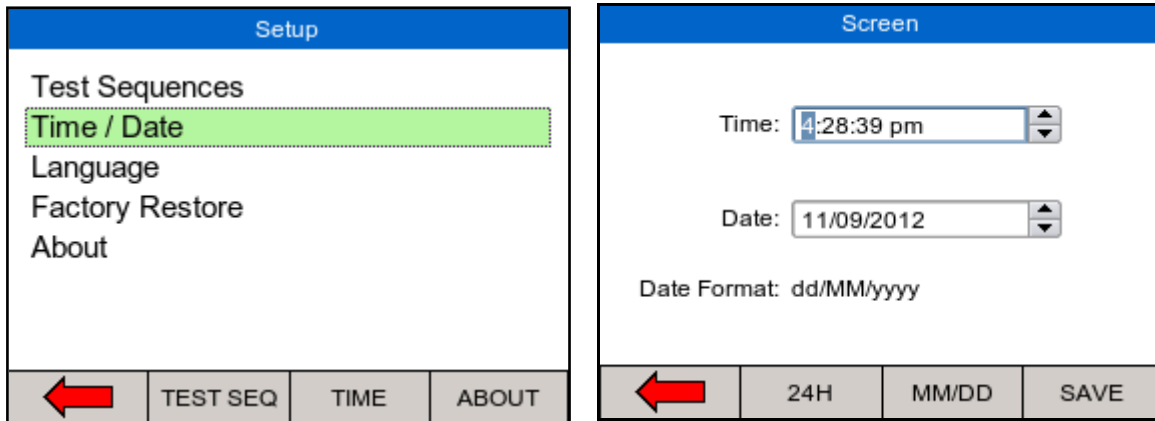 Setup
Test Sequences
Time / Date
Language
Factory Restore
About
TEST SEQ TIME ABOUT
Screen
Time: 4:28:39 pm
Date: 11/09/2012
Date Format: dd/MM/yyyy
24H MM/DD SAVE